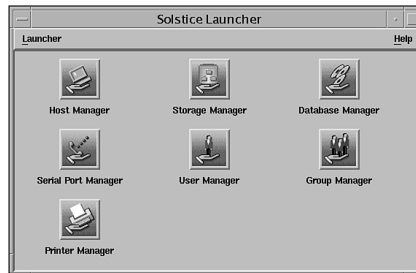 Solstice Launcher
Launcher Help
Host Manager Storage Manager Database Manager
Serial Port Manager User Manager Group Manager
Printer Manager